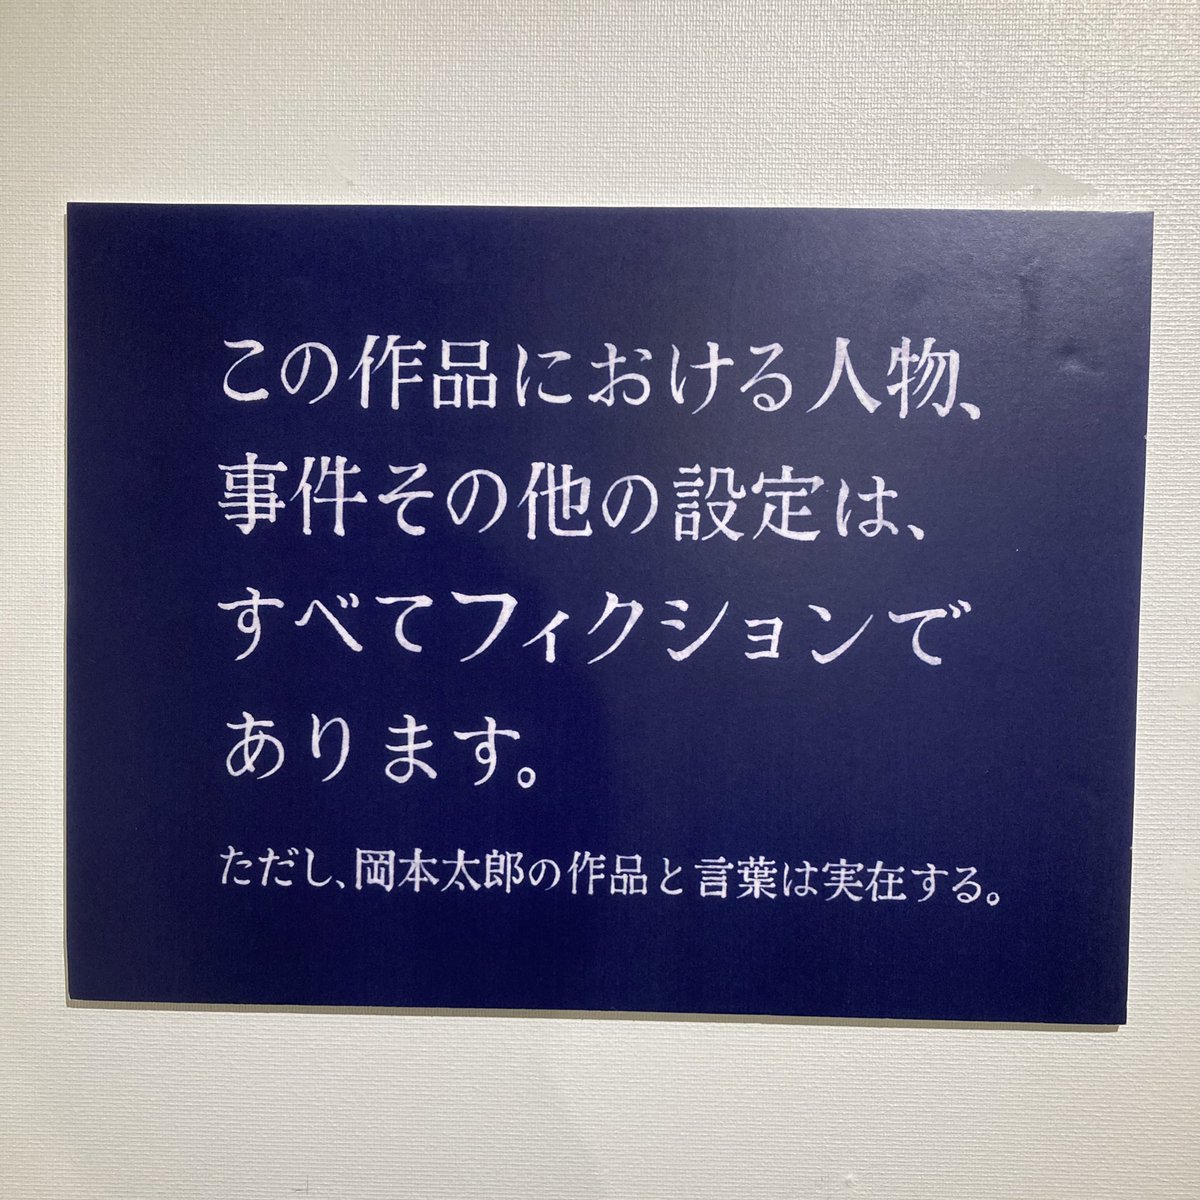 この作品における人物、
事件その他の設定は、
すべてフィクションで
あります。
ただし、岡本太郎の作品と言葉は実在する。